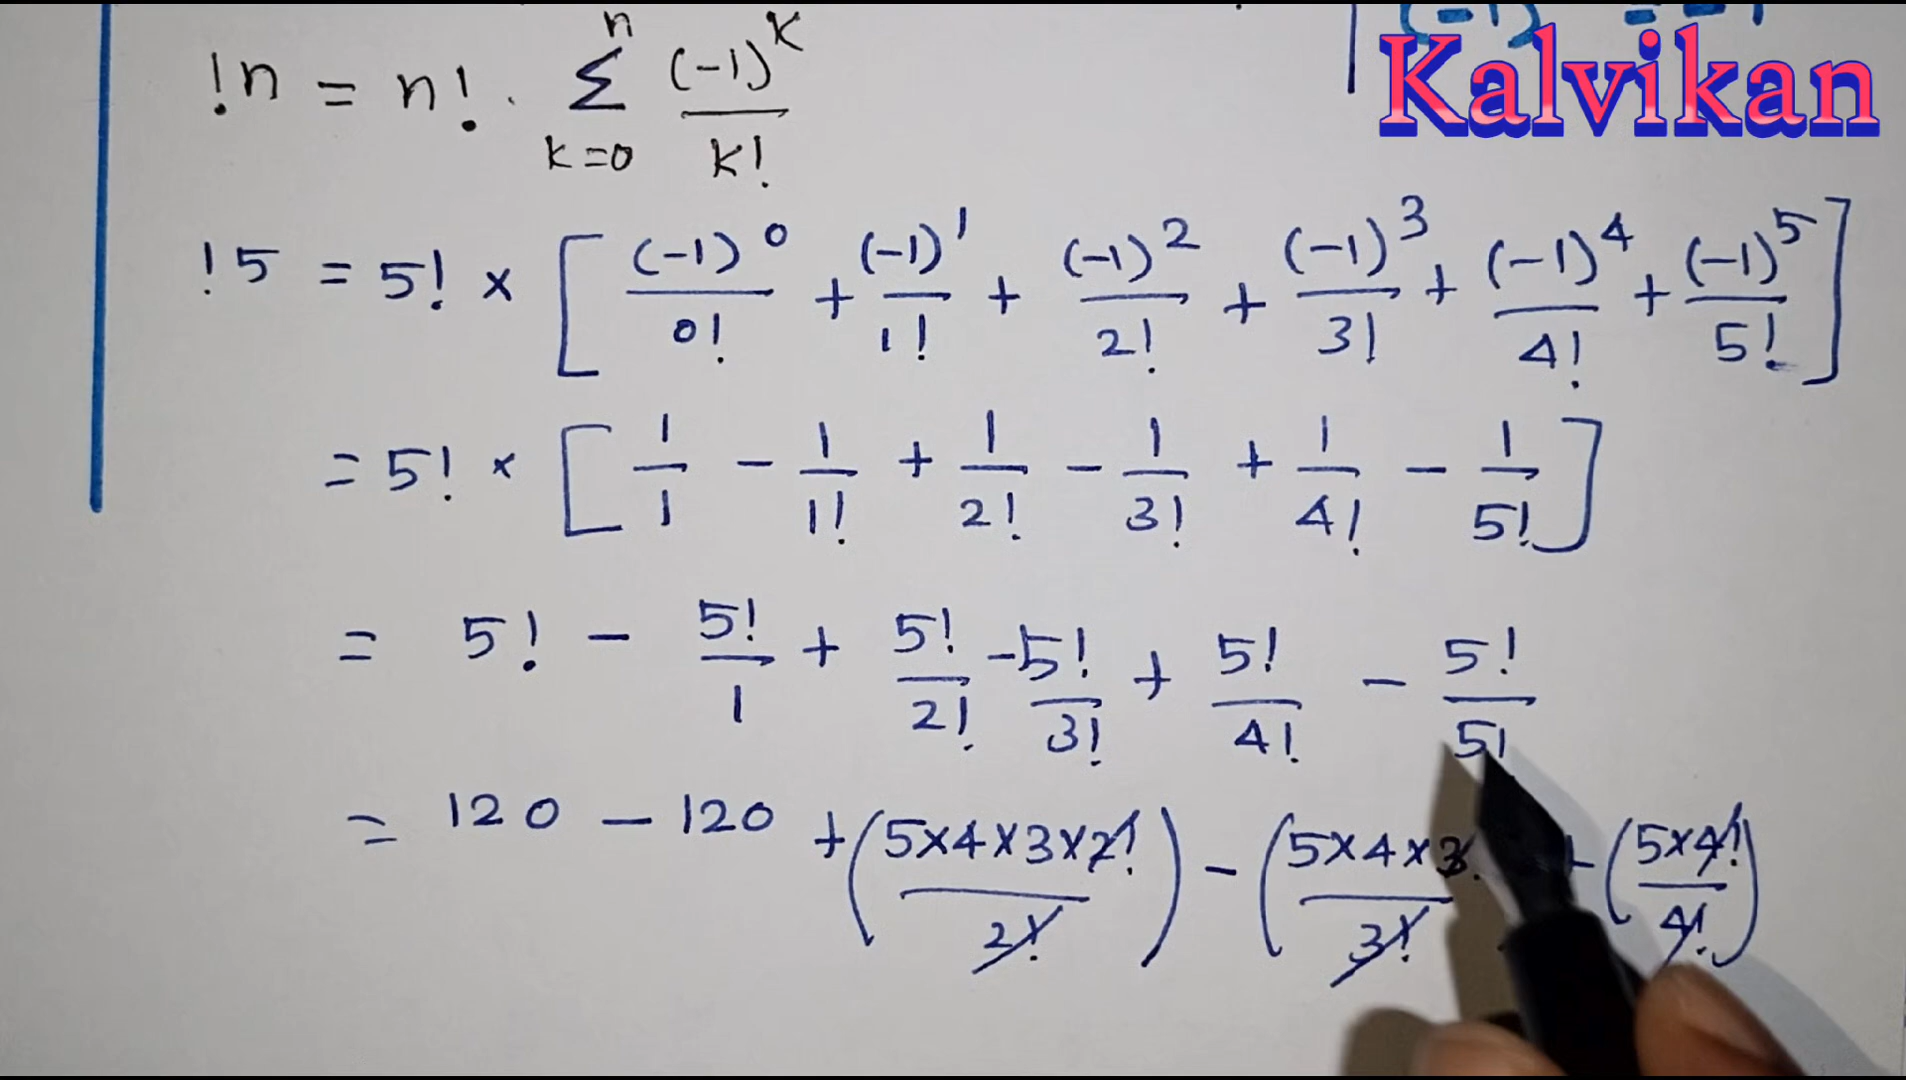 (-1) = -1
Kalvikan
!n = n! . n Σ k=0 (-1)^k / k!
!5 = 5! × [ (-1)^0 / 0! + (-1)^1 / 1! + (-1)^2 / 2! + (-1)^3 / 3! + (-1)^4 / 4! + (-1)^5 / 5! ]
= 5! × [ 1/1 - 1/1! + 1/2! - 1/3! + 1/4! - 1/5! ]
= 5! - 5!/1 + 5!/2! - 5!/3! + 5!/4! - 5!/5!
= 120 - 120 + (5×4×3×2! / 2!) - (5×4×3! / 3!) + (5×4! / 4!)